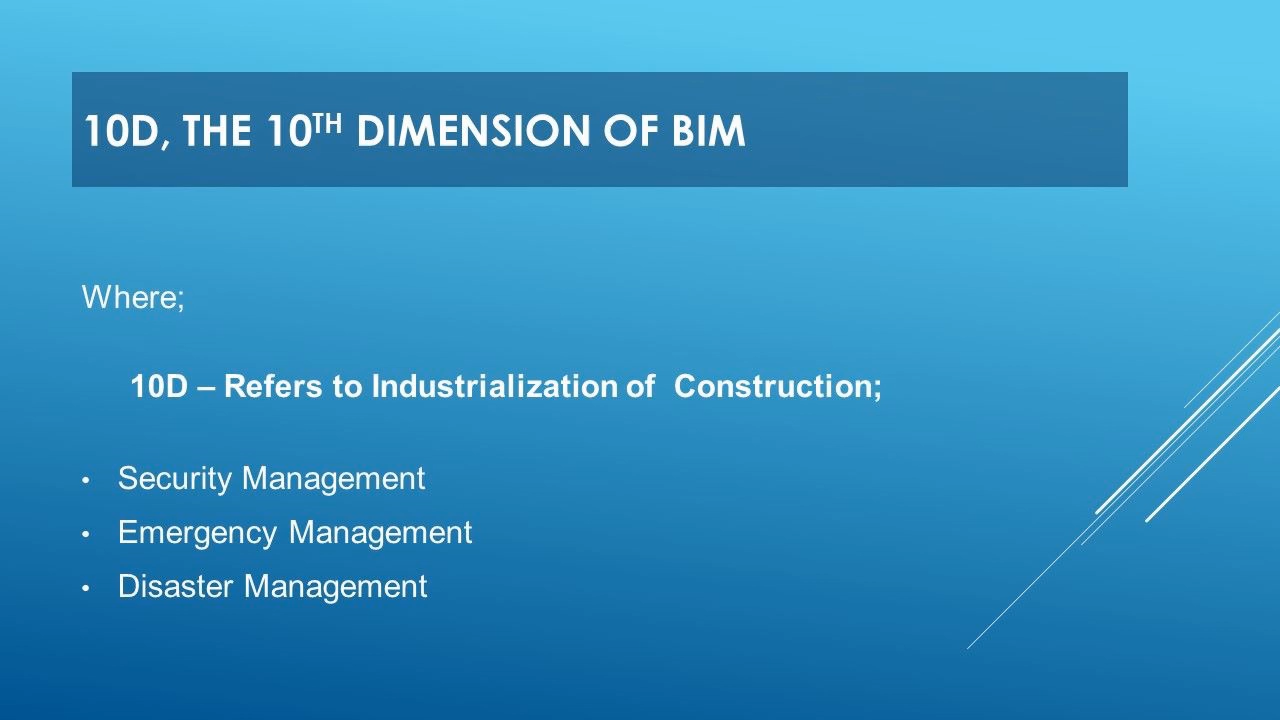 10D, THE 10TH DIMENSION OF BIM
Where;
10D – Refers to Industrialization of  Construction;
• Security Management
• Emergency Management
• Disaster Management